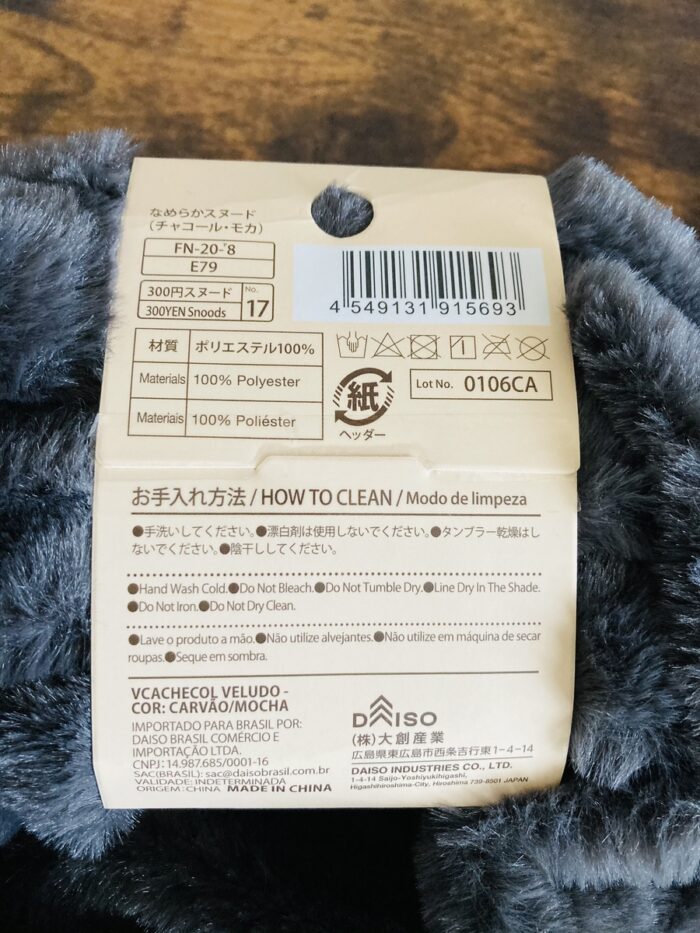 なめらかスヌード
（チャコール・モカ）
FN-20-'8
E79
300円スヌード
300YEN Snoods
No.
17
4 549131 915693
材質 ポリエステル100%
Materials 100% Polyester
Materiais 100% Poliéster
紙
ヘッダー
Lot No. 0106CA
お手入れ方法 / HOW TO CLEAN / Modo de limpeza
●手洗いしてください。●漂白剤は使用しないでください。●タンブラー乾燥はし
ないでください。●陰干ししてください。
●Hand Wash Cold.●Do Not Bleach.●Do Not Tumble Dry.●Line Dry In The Shade.
●Do Not Iron.●Do Not Dry Clean.
●Lave o produto a mão.●Não utilize alvejantes.●Não utilize em máquina de secar
roupas.●Seque em sombra.
VCACHECOL VELUDO -
COR: CARVÃO/MOCHA
IMPORTADO PARA BRASIL POR:
DAISO BRASIL COMÉRCIO E
IMPORTAÇÃO LTDA.
CNPJ: 14.987.685/0001-16
SAC(BRASIL): sac@daisobrasil.com.br
VALIDADE: INDETERMINADA
ORIGEM: CHINA MADE IN CHINA
DAISO
(株)大創産業
広島県東広島市西条吉行東1-4-14
DAISO INDUSTRIES CO., LTD.
1-4-14 Saijo-Yoshiyukihigashi,
Higashihiroshima-City, Hiroshima 739-8501 JAPAN